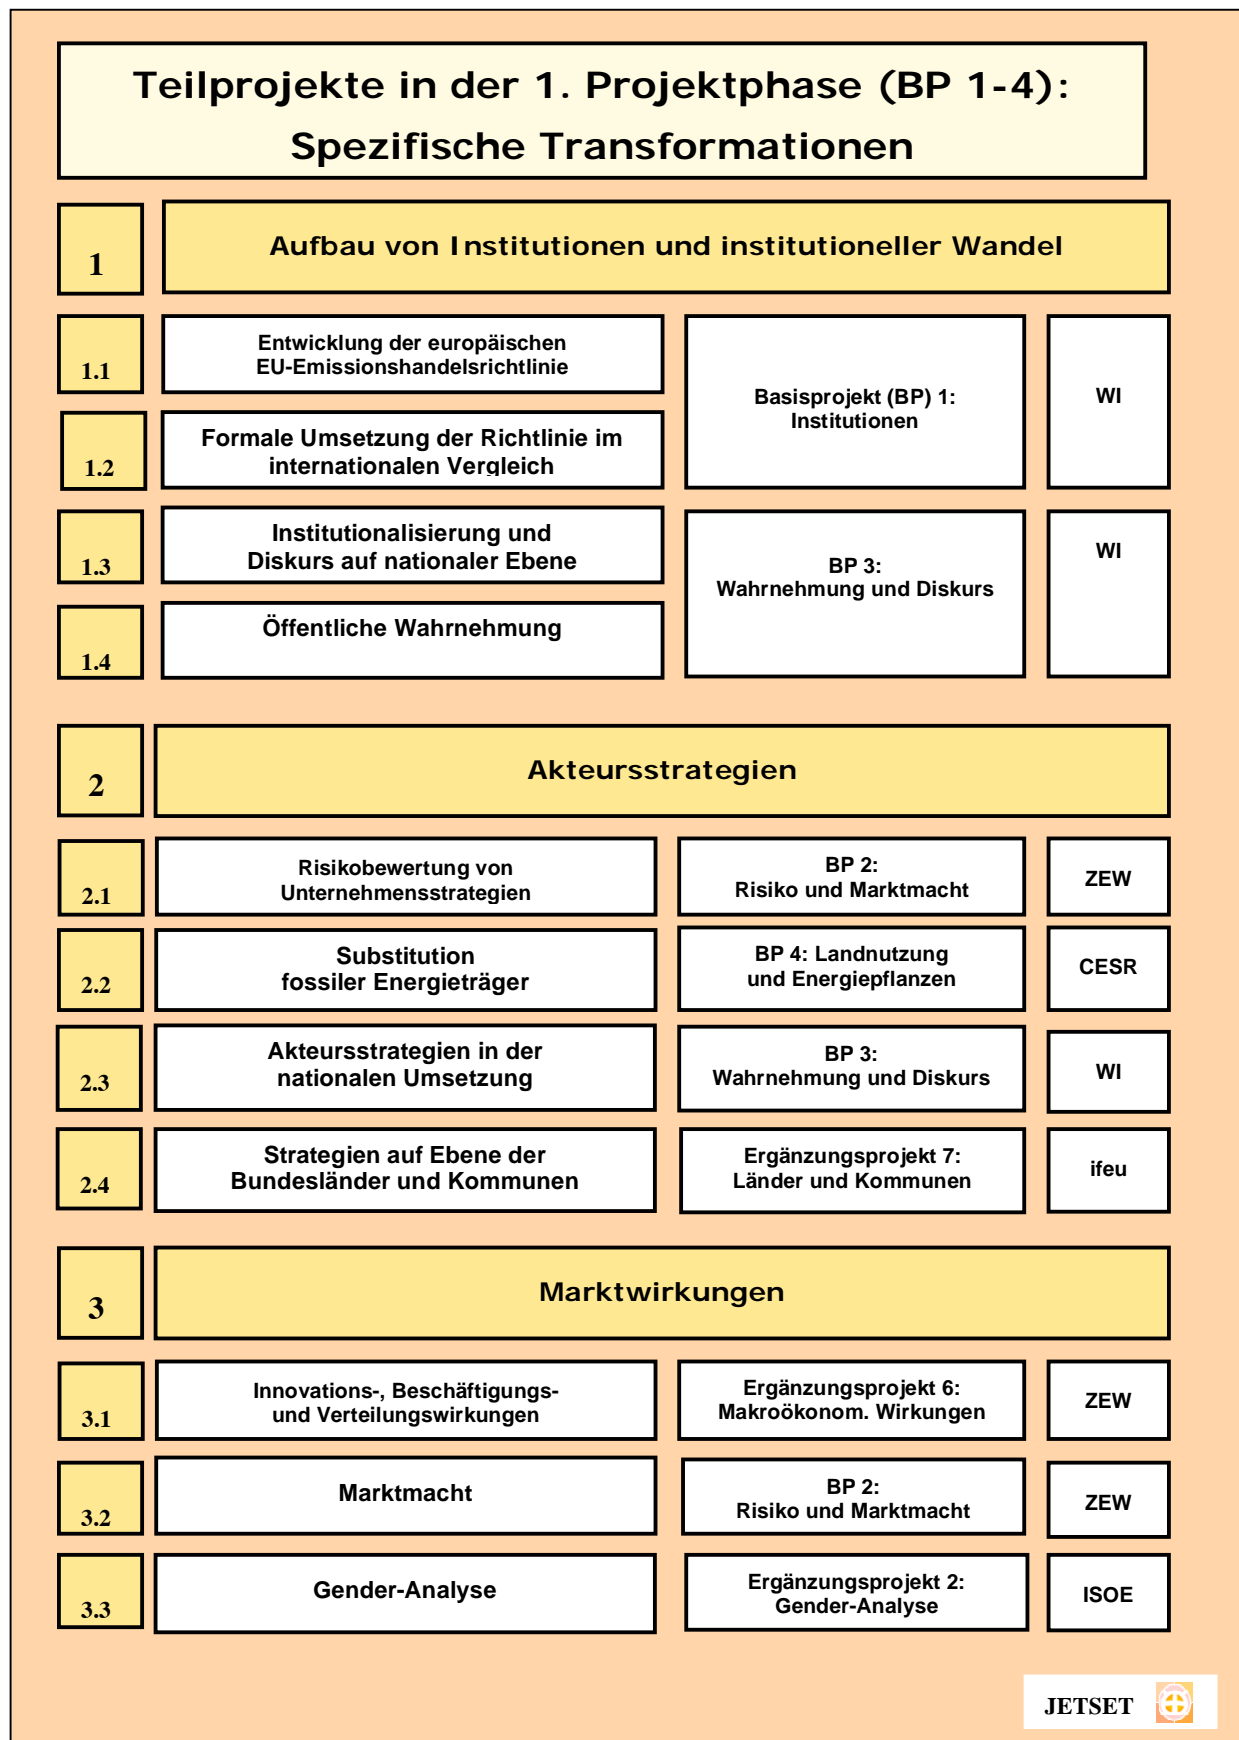 Teilprojekte in der 1. Projektphase (BP 1-4):
Spezifische Transformationen
1
Aufbau von Institutionen und institutioneller Wandel
1.1
Entwicklung der europäischen
EU-Emissionshandelsrichtlinie
Basisprojekt (BP) 1:
Institutionen
WI
1.2
Formale Umsetzung der Richtlinie im
internationalen Vergleich
1.3
Institutionalisierung und
Diskurs auf nationaler Ebene
BP 3:
Wahrnehmung und Diskurs
WI
1.4
Öffentliche Wahrnehmung
2
Akteursstrategien
2.1
Risikobewertung von
Unternehmensstrategien
BP 2:
Risiko und Marktmacht
ZEW
2.2
Substitution
fossiler Energieträger
BP 4: Landnutzung
und Energiepflanzen
CESR
2.3
Akteursstrategien in der
nationalen Umsetzung
BP 3:
Wahrnehmung und Diskurs
WI
2.4
Strategien auf Ebene der
Bundesländer und Kommunen
Ergänzungsprojekt 7:
Länder und Kommunen
ifeu
3
Marktwirkungen
3.1
Innovations-, Beschäftigungs-
und Verteilungswirkungen
Ergänzungsprojekt 6:
Makroökonom. Wirkungen
ZEW
3.2
Marktmacht
BP 2:
Risiko und Marktmacht
ZEW
3.3
Gender-Analyse
Ergänzungsprojekt 2:
Gender-Analyse
ISOE
JETSET